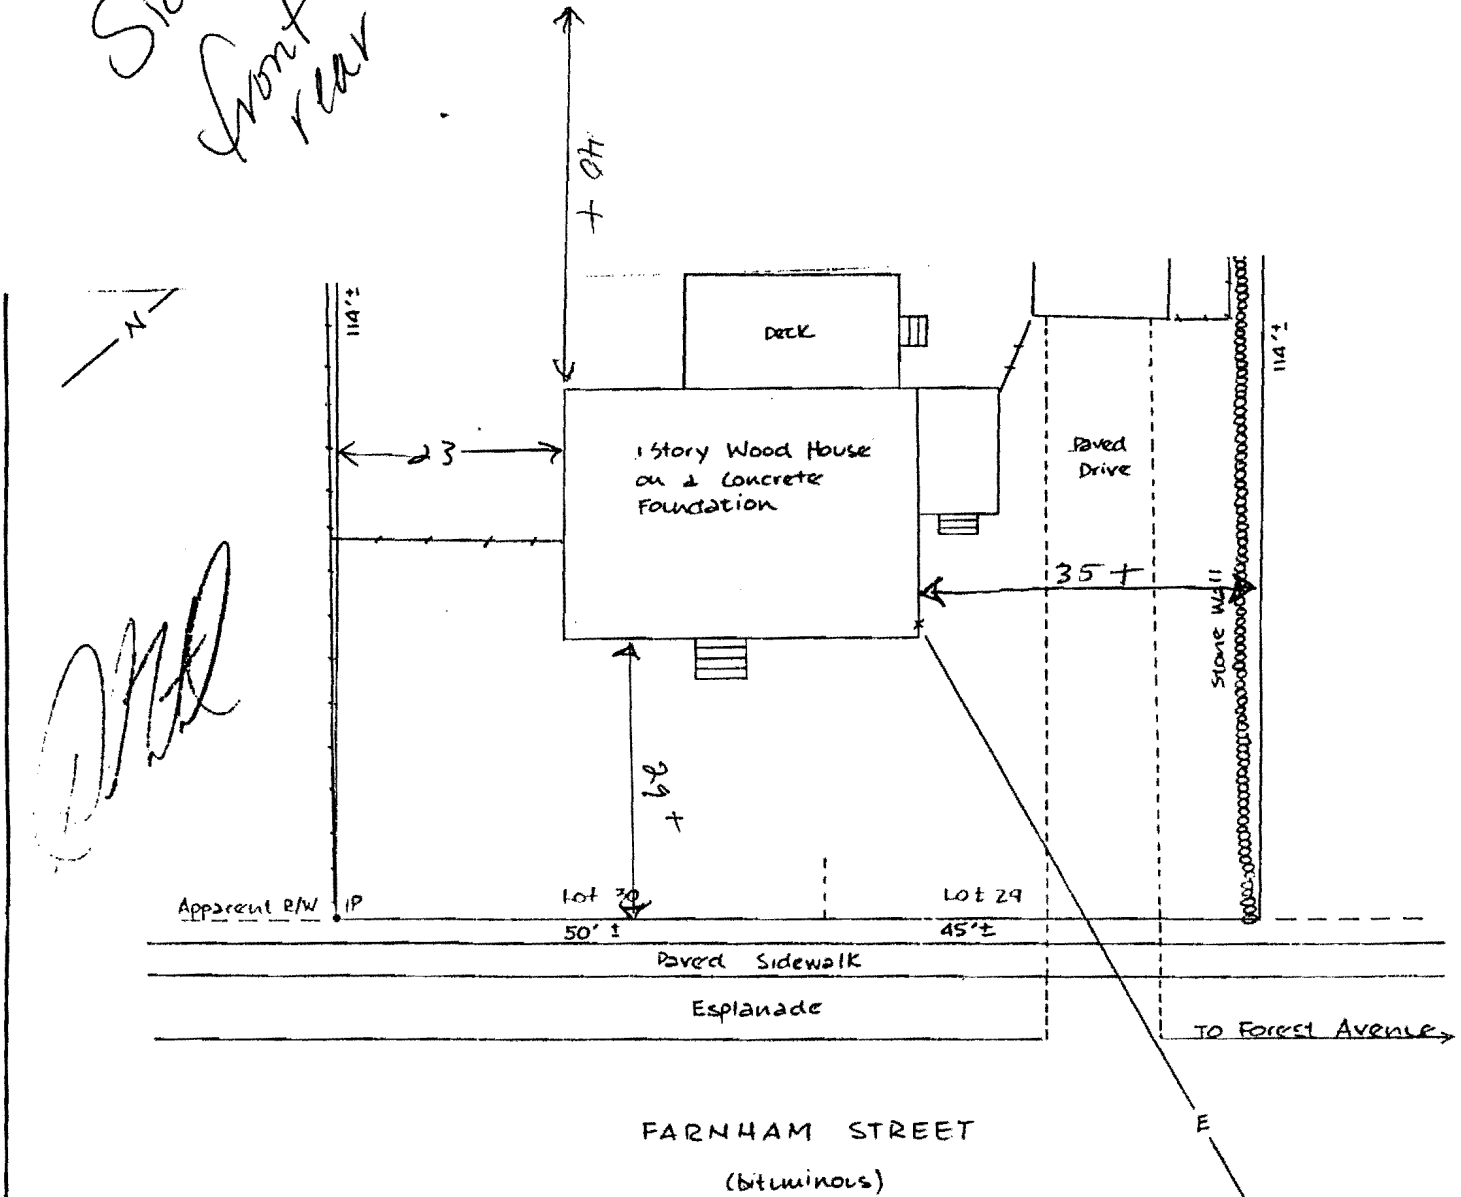 front
rear
40 +
N
114'±
Deck
114'±
23
1 Story Wood House
on a Concrete
Foundation
Paved
Drive
35 +
Stone Wall
29 +
Apparent R/W
IP
Lot 30
Lot 29
50' ±
45'±
Paved Sidewalk
Esplanade
TO Forest Avenue
E
FARNHAM STREET
(bituminous)